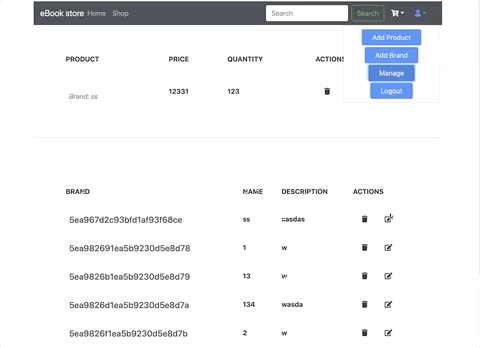 eBook store Home Shop Search Search
Add Product
Add Brand
Manage
Logout
PRODUCT PRICE QUANTITY ACTIONS
Brand: ss 12331 123
BRAND NAME DESCRIPTION ACTIONS
5ea967d2c93bfd1af93f68ce ss xasdas
5ea982691ea5b9230d5e8d78 1 w
5ea9826b1ea5b9230d5e8d79 13 w
5ea9826d1ea5b9230d5e8d7a 134 wasda
5ea9826f1ea5b9230d5e8d7b 2 w